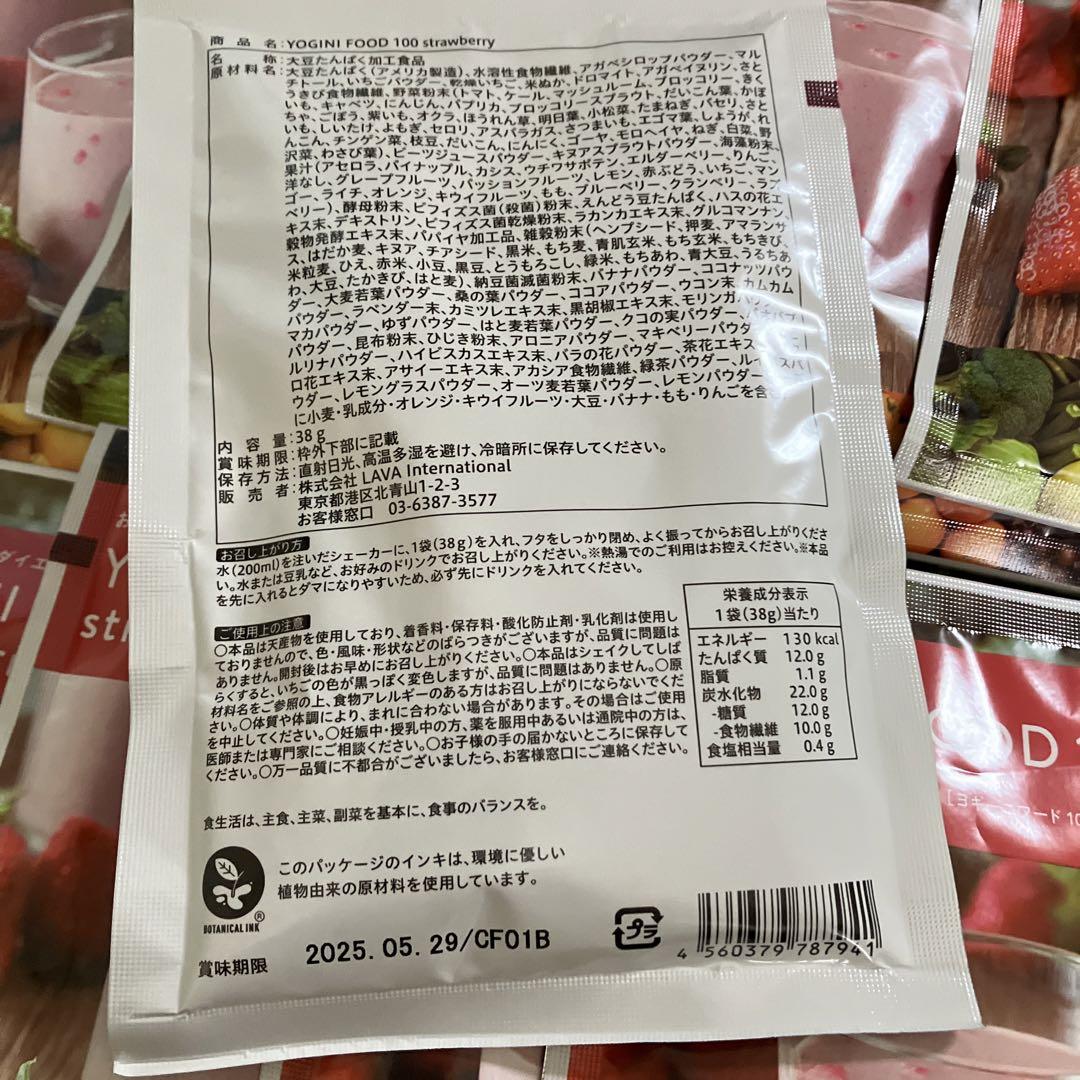 商品名:YOGINI FOOD 100 strawberry
名称:大豆たんぱく加工食品
原材料名:大豆たんぱく(アメリカ製造)、水溶性食物繊維、アガベシロップパウダー、マル
チトール、いちごパウダー、乾燥いちご、米ぬか、ドロマイト、アガベイヌリン、さと
うきび食物繊維、野菜粉末(トマト、ケール、マッシュルーム、ブロッコリー、きく
いも、キャベツ、にんじん、パプリカ、ブロッコリースプラウト、だいこん葉、かぼ
ちゃ、ごぼう、紫いも、オクラ、ほうれん草、明日葉、小松菜、たまねぎ、パセリ、さと
いも、しいたけ、よもぎ、セロリ、アスパラガス、さつまいも、エゴマ葉、しょうが、れ
んこん、チンゲン菜、枝豆、だいこん、にんにく、ゴーヤ、モロヘイヤ、ねぎ、白菜、野
沢菜、わさび葉)、ビーツジュースパウダー、キヌアスプラウトパウダー、海藻粉末、
果汁(アセロラ、パイナップル、カシス、ウチワサボテン、エルダーベリー、りんご、
洋なし、グレープフルーツ、パッションフルーツ、レモン、赤ぶどう、いちご、マン
ゴー、ライチ、オレンジ、キウイフルーツ、もも、ブルーベリー、クランベリー、ラズ
ベリー)、酵母粉末、ビフィズス菌(殺菌)粉末、えんどう豆たんぱく、ハスの花エ
キス末、デキストリン、ビフィズス菌乾燥粉末、ラカンカエキス末、グルコマンナン、
穀物発酵エキス末、パパイヤ加工品、雑穀粉末(ヘンプシード、押麦、アマランサ
ス、はだか麦、キヌア、チアシード、黒米、もち麦、青肌玄米、もち玄米、もちきび、
米粒麦、ひえ、赤米、小豆、黒豆、とうもろこし、緑米、もちあわ、青大豆、うるちあ
わ、大豆、たかきび、はと麦)、納豆菌滅菌粉末、バナナパウダー、ココナッツパウ
ダー、大麦若葉パウダー、桑の葉パウダー、ココアパウダー、ウコン末、カムカム
パウダー、ラベンダー末、カミツレエキス末、黒胡椒エキス末、モリンガパウダー、
マカパウダー、ゆずパウダー、はと麦若葉パウダー、クコの実パウダー、
パウダー、昆布粉末、ひじき粉末、アロニアパウダー、マキベリーパウダー、
ルリナパウダー、ハイビスカスエキス末、バラの花パウダー、茶花エキス
ロ花エキス末、アサイーエキス末、アカシア食物繊維、緑茶パウダー、
ウダー、レモングラスパウダー、オーツ麦若葉パウダー、レモンパウダー
に小麦・乳成分・オレンジ・キウイフルーツ・大豆・バナナ・もも・りんごを含む)
内容量:38g
賞味期限:枠外下部に記載
保存方法:直射日光、高温多湿を避け、冷暗所に保存してください。
販売者:株式会社 LAVA International
東京都港区北青山1-2-3
お客様窓口 03-6387-3577
お召し上がり方
水(200ml)を注いだシェーカーに、1袋(38g)を入れ、フタをしっかり閉め、よく振ってからお召し上がりくださ
い。水または豆乳など、お好みのドリンクでお召し上がりください。※熱湯でのご利用はお控えください。※本品
を先に入れるとダマになりやすいため、必ず先にドリンクを入れてください。
ご使用上の注意
〇本品は天産物を使用しており、着香料・保存料・酸化防止剤・乳化剤は使用し
ておりませんので、色・風味・形状などのばらつきがございますが、品質に問題は
ありません。開封後はお早めにお召し上がりください。〇本品はシェイクしてしば
らくすると、いちごの色が黒っぽく変色しますが、品質に問題はありません。〇原
材料名をご参照の上、食物アレルギーのある方はお召し上がりにならないでくだ
さい。〇体質や体調により、まれに合わない場合があります。その場合はご使用
を中止してください。〇妊娠中・授乳中の方、薬を服用中あるいは通院中の方は、
医師または専門家にご相談ください。〇お子様の手の届かないところに保存して
ください。〇万一品質に不都合がございましたら、お客様窓口にご連絡ください。
栄養成分表示
1袋(38g)当たり
エネルギー 130 kcal
たんぱく質 12.0 g
脂質 1.1 g
炭水化物 22.0 g
-糖質 12.0 g
-食物繊維 10.0 g
食塩相当量 0.4 g
食生活は、主食、主菜、副菜を基本に、食事のバランスを。
このパッケージのインキは、環境に優しい
植物由来の原材料を使用しています。
BOTANICAL INK®
賞味期限 2025.05.29/CF01B
プラ
4 560379 787941